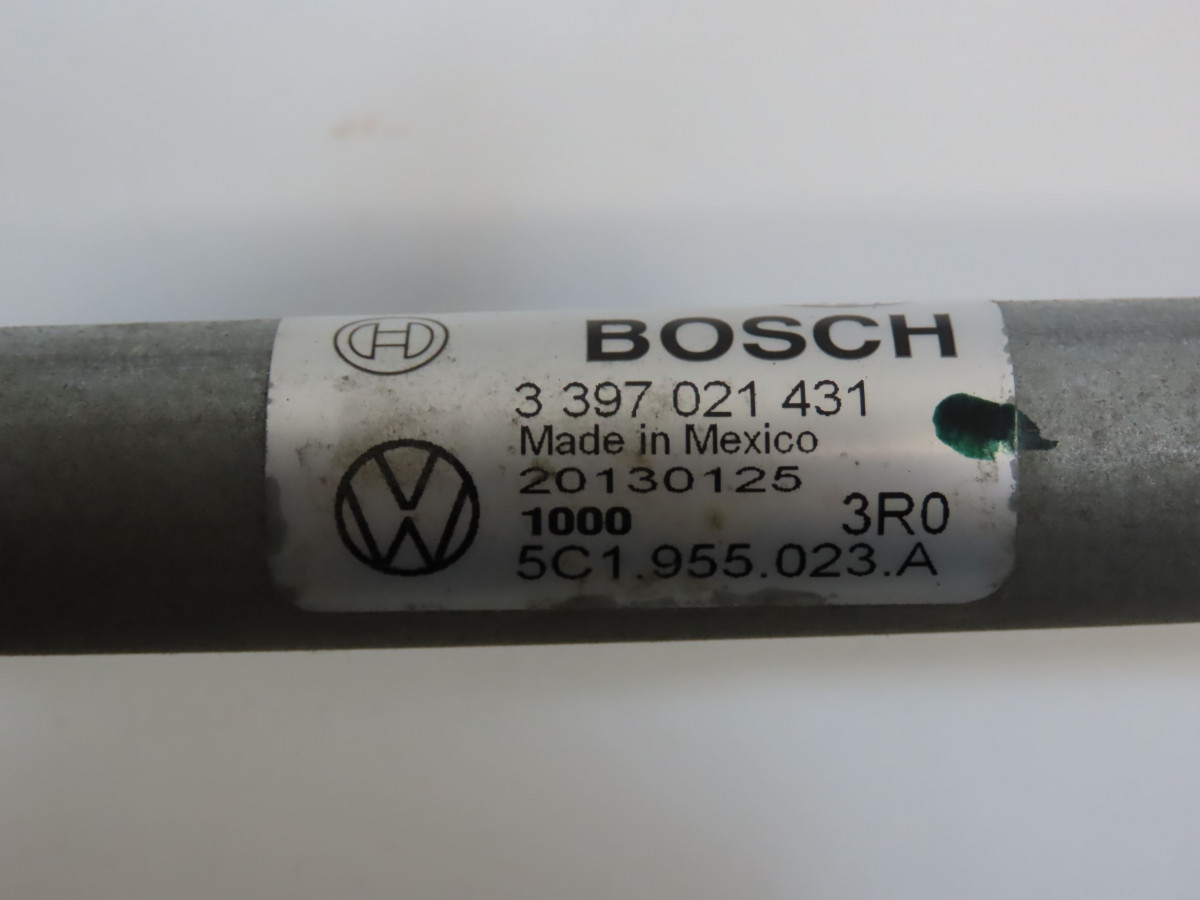 BOSCH
3 397 021 431
Made in Mexico
20130125
1000 3R0
5C1.955.023.A